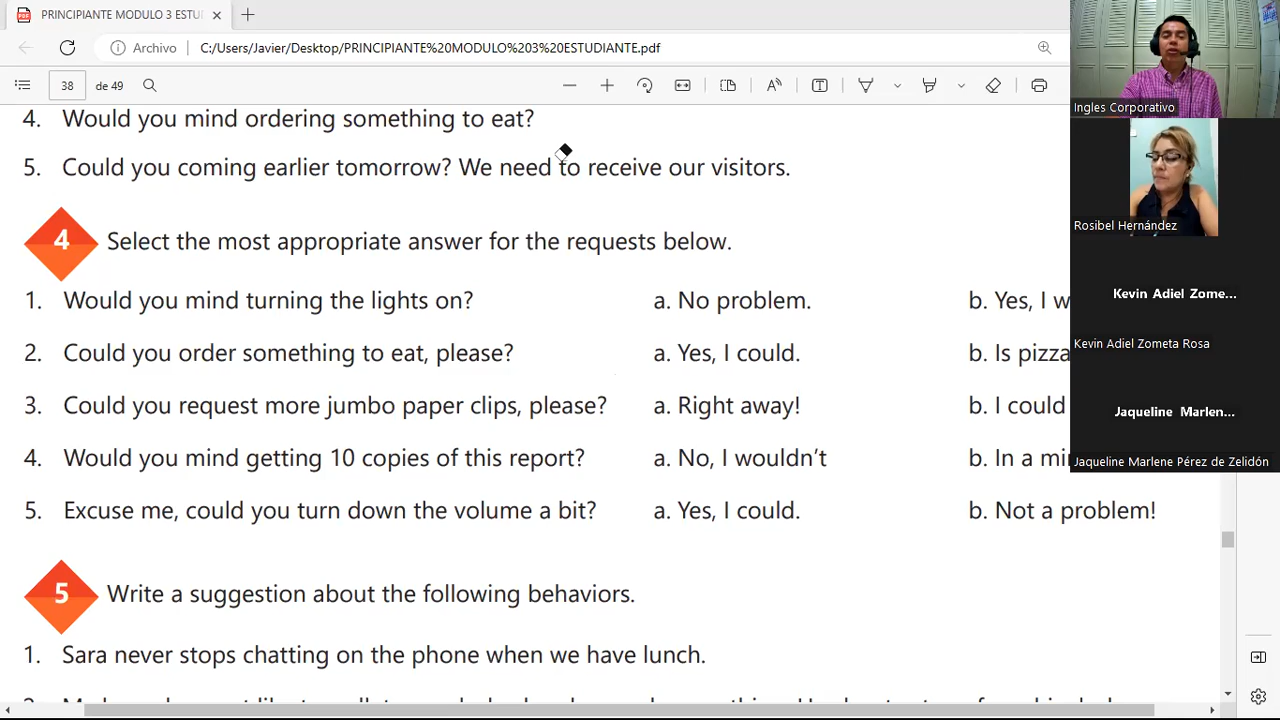 PRINCIPIANTE MODULO 3 ESTU
Archivo
C:/Users/Javier/Desktop/PRINCIPIANTE%20MODULO%203%20ESTUDIANTE.pdf
38 de 49
4. Would you mind ordering something to eat?
5. Could you coming earlier tomorrow? We need to receive our visitors.
4 Select the most appropriate answer for the requests below.
1. Would you mind turning the lights on? a. No problem. b. Yes, I w
2. Could you order something to eat, please? a. Yes, I could. b. Is pizza
3. Could you request more jumbo paper clips, please? a. Right away! b. I could
4. Would you mind getting 10 copies of this report? a. No, I wouldn’t b. In a mi
5. Excuse me, could you turn down the volume a bit? a. Yes, I could. b. Not a problem!
5 Write a suggestion about the following behaviors.
1. Sara never stops chatting on the phone when we have lunch.
Ingles Corporativo
Rosibel Hernández
Kevin Adiel Zome...
Kevin Adiel Zometa Rosa
Jaqueline Marlen...
Jaqueline Marlene Pérez de Zelidón